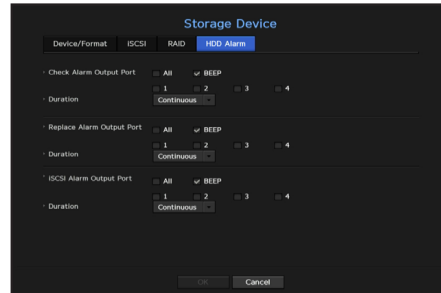 Storage Device
Device/Format iSCSI RAID HDD Alarm
Check Alarm Output Port All BEEP
1 2 3 4
Duration Continuous
Replace Alarm Output Port All BEEP
1 2 3 4
Duration Continuous
iSCSI Alarm Output Port All BEEP
1 2 3 4
Duration Continuous
OK Cancel